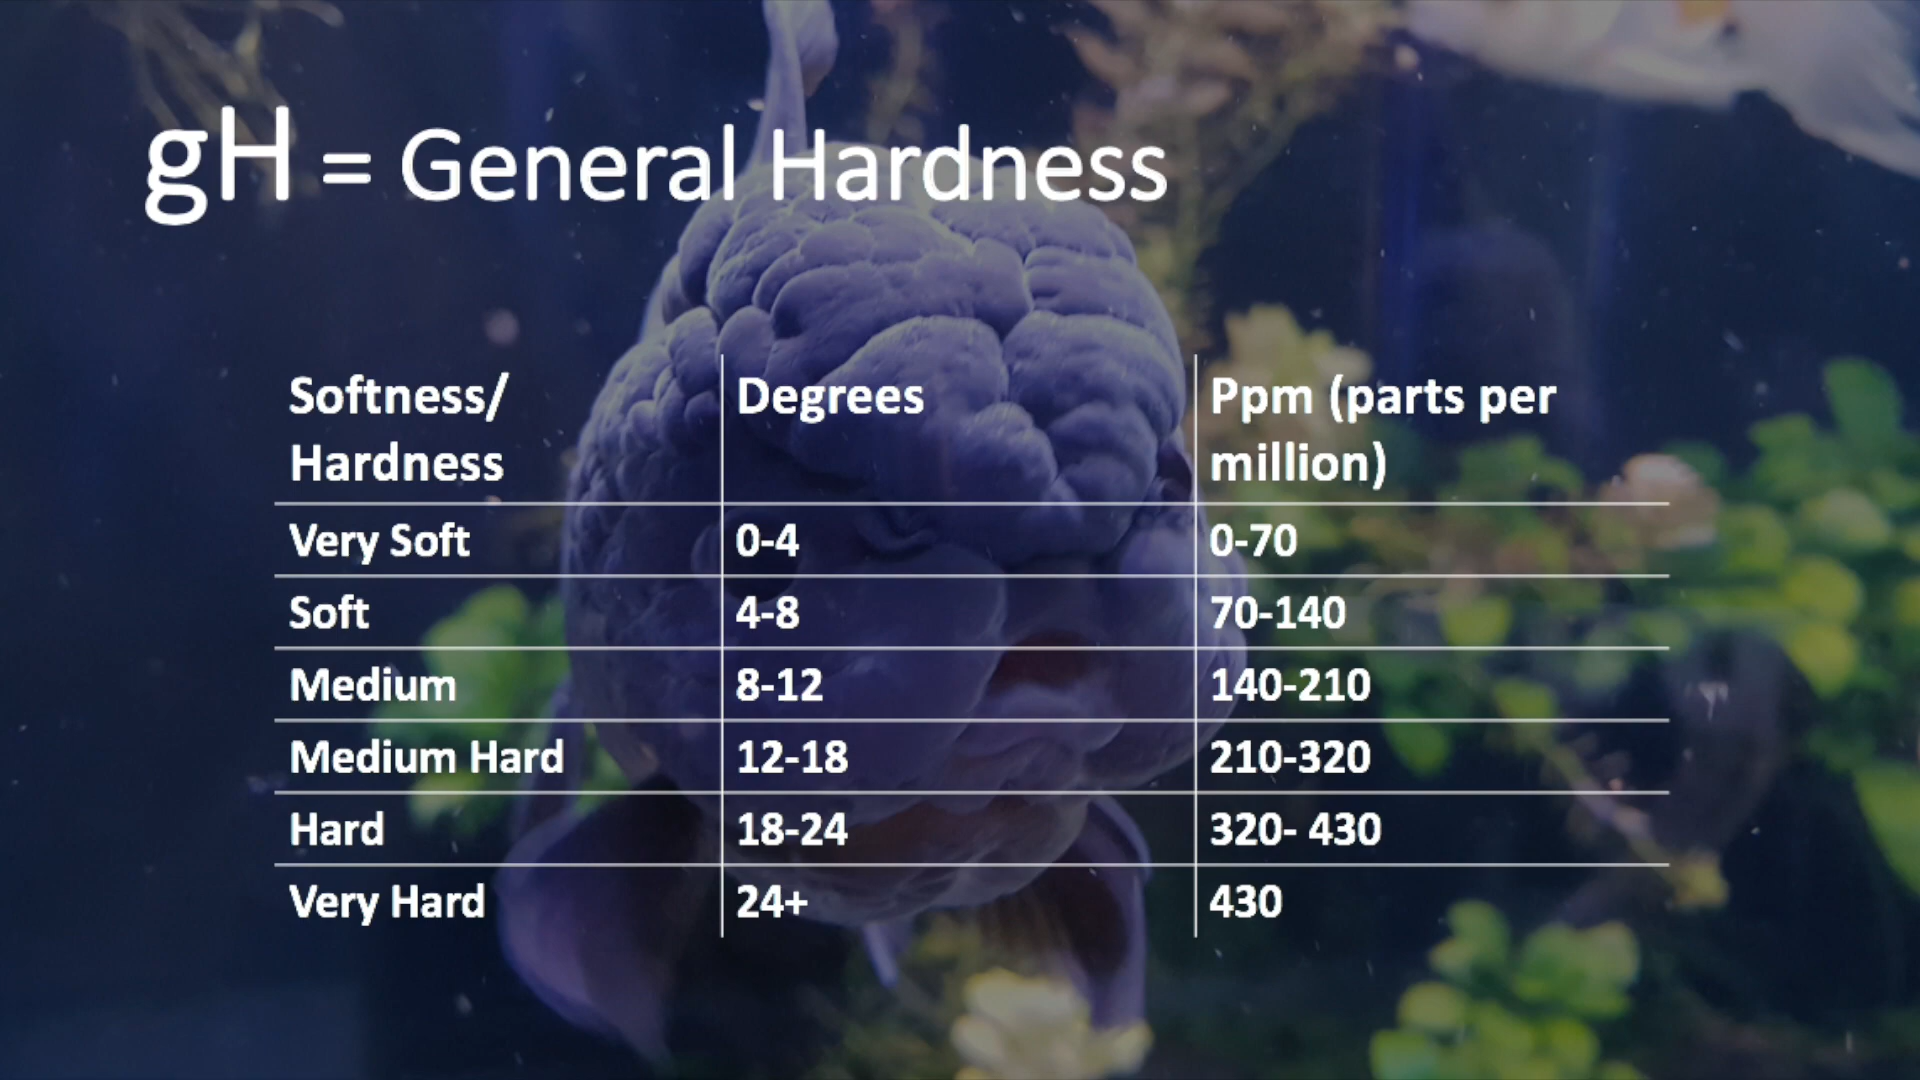 gH = General Hardness
Softness/ Degrees Ppm (parts per
Hardness million)
Very Soft 0-4 0-70
Soft 4-8 70-140
Medium 8-12 140-210
Medium Hard 12-18 210-320
Hard 18-24 320- 430
Very Hard 24+ 430